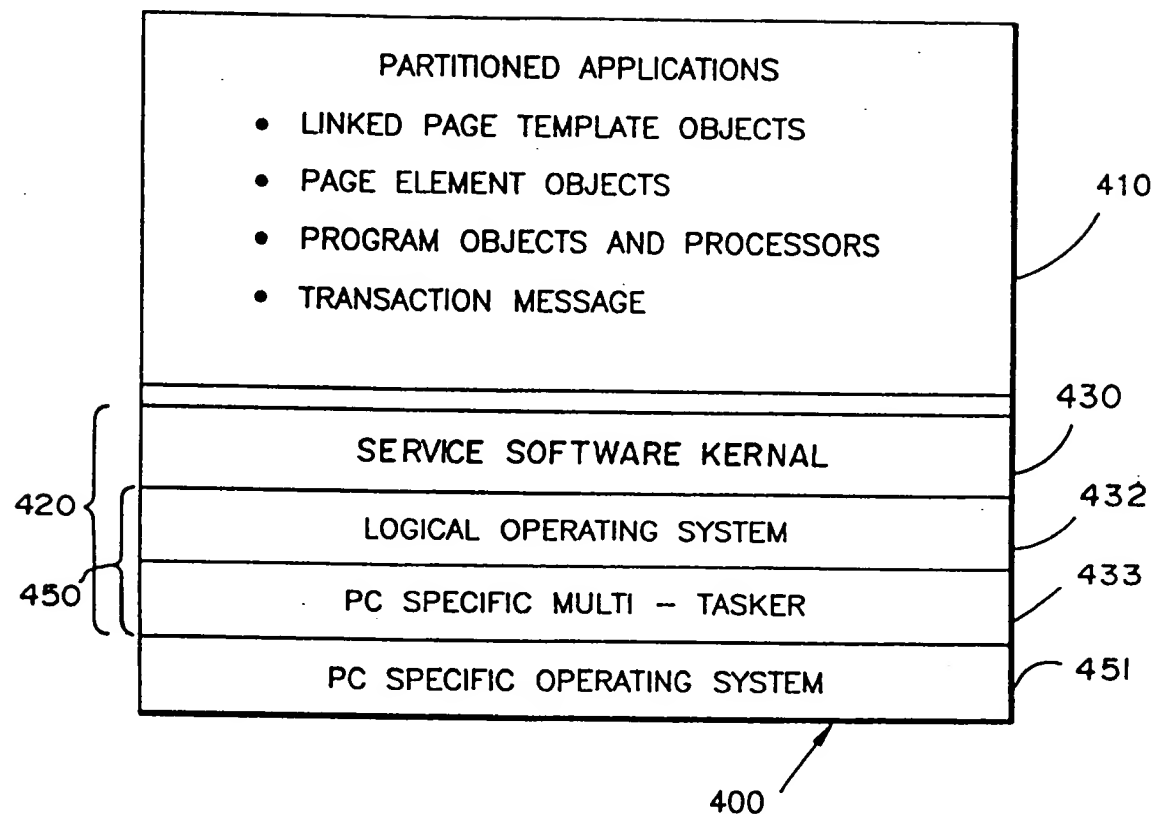 PARTITIONED APPLICATIONS
• LINKED PAGE TEMPLATE OBJECTS
• PAGE ELEMENT OBJECTS
• PROGRAM OBJECTS AND PROCESSORS
• TRANSACTION MESSAGE
410
430
SERVICE SOFTWARE KERNAL
420
432
LOGICAL OPERATING SYSTEM
433
450
PC SPECIFIC MULTI – TASKER
451
PC SPECIFIC OPERATING SYSTEM
400